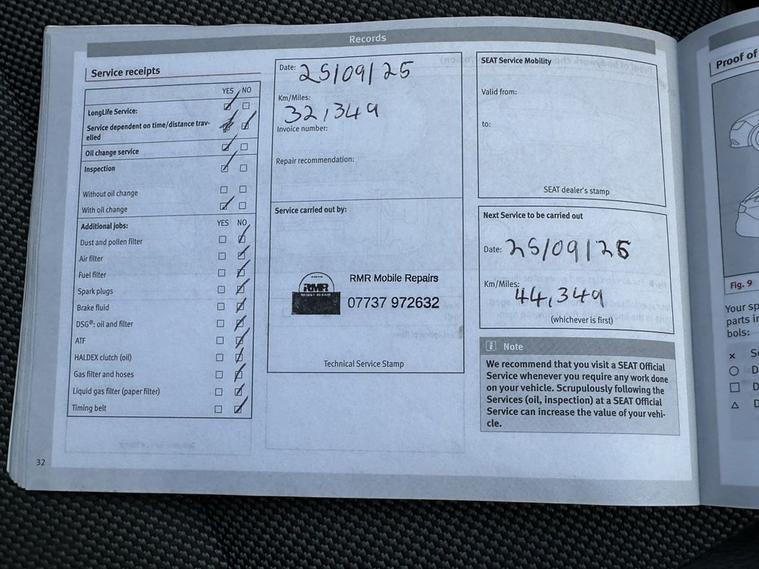 Records
Service receipts
YES NO
LongLife Service:
Service dependent on time/distance trav-
elled
Oil change service
Inspection
Without oil change
With oil change
Additional jobs: YES NO
Dust and pollen filter
Air filter
Fuel filter
Spark plugs
Brake fluid
DSG®: oil and filter
ATF
HALDEX clutch (oil)
Gas filter and hoses
Liquid gas filter (paper filter)
Timing belt
Date: 25/09/25
Km/Miles:
32,349
Invoice number:
Repair recommendation:
Service carried out by:
RMR
RMR Mobile Repairs
07737 972632
Technical Service Stamp
SEAT Service Mobility
Valid from:
to:
SEAT dealer's stamp
Next Service to be carried out
Date: 25/09/26
Km/Miles:
44,349
(whichever is first)
i Note
We recommend that you visit a SEAT Official
Service whenever you require any work done
on your vehicle. Scrupulously following the
Services (oil, inspection) at a SEAT Official
Service can increase the value of your vehi-
cle.
32
Proof of
Fig. 9
Your sp
parts i
bols: